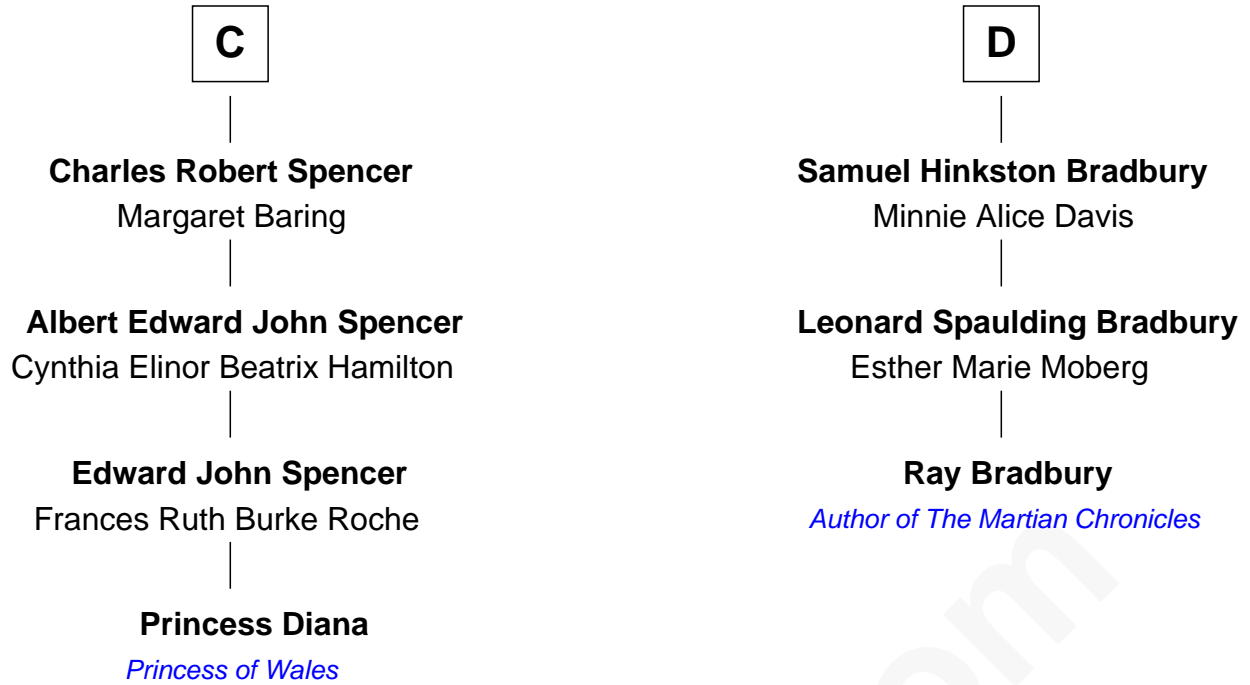 C
Charles Robert Spencer
Margaret Baring
Albert Edward John Spencer
Cynthia Elinor Beatrix Hamilton
Edward John Spencer
Frances Ruth Burke Roche
Princess Diana
Princess of Wales
D
Samuel Hinkston Bradbury
Minnie Alice Davis
Leonard Spaulding Bradbury
Esther Marie Moberg
Ray Bradbury
Author of The Martian Chronicles
om